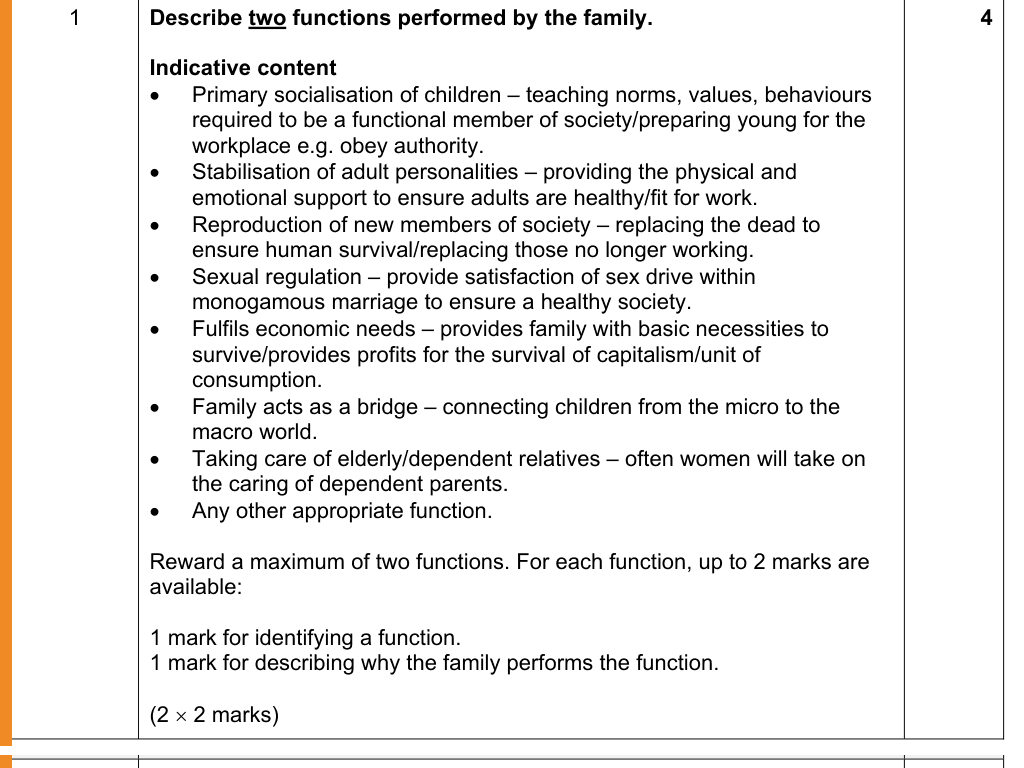 1 Describe two functions performed by the family. 4
Indicative content
• Primary socialisation of children – teaching norms, values, behaviours
required to be a functional member of society/preparing young for the
workplace e.g. obey authority.
• Stabilisation of adult personalities – providing the physical and
emotional support to ensure adults are healthy/fit for work.
• Reproduction of new members of society – replacing the dead to
ensure human survival/replacing those no longer working.
• Sexual regulation – provide satisfaction of sex drive within
monogamous marriage to ensure a healthy society.
• Fulfils economic needs – provides family with basic necessities to
survive/provides profits for the survival of capitalism/unit of
consumption.
• Family acts as a bridge – connecting children from the micro to the
macro world.
• Taking care of elderly/dependent relatives – often women will take on
the caring of dependent parents.
• Any other appropriate function.
Reward a maximum of two functions. For each function, up to 2 marks are
available:
1 mark for identifying a function.
1 mark for describing why the family performs the function.
(2 × 2 marks)